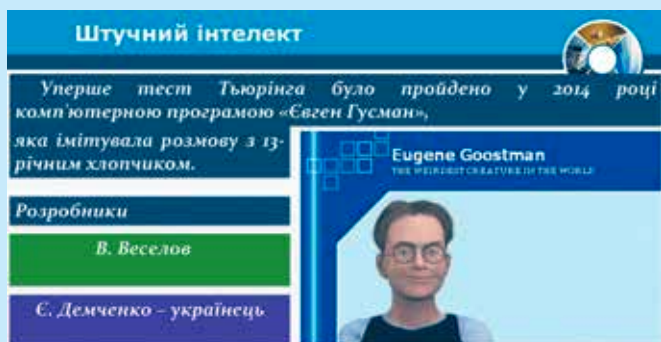 Штучний інтелект
Уперше тест Тьюрінга було пройдено у 2014 році
комп'ютерною програмою «Євген Гусман»,
яка імітувала розмову з 13-
річним хлопчиком.
Eugene Goostman
THE WEIRDEST CREATURE IN THE WORLD
Розробники
В. Веселов
Є. Демченко – українець